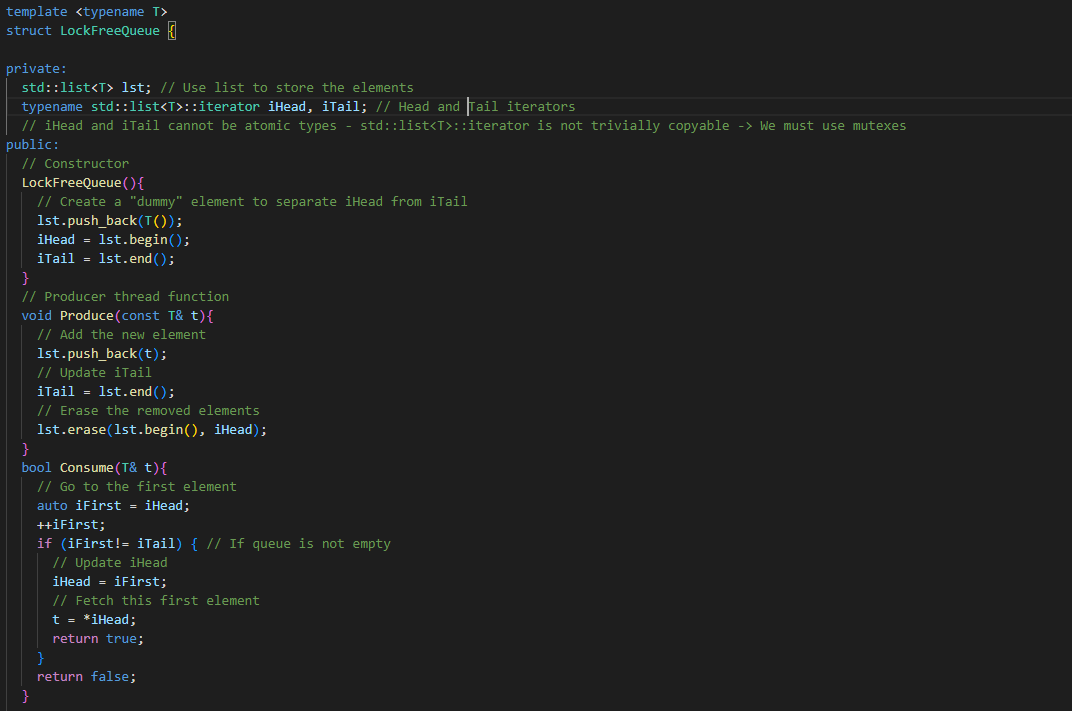 template <typename T>
struct LockFreeQueue {
private:
std::list<T> lst; // Use list to store the elements
typename std::list<T>::iterator iHead, iTail; // Head and Tail iterators
// iHead and iTail cannot be atomic types - std::list<T>::iterator is not trivially copyable -> We must use mutexes
public:
// Constructor
LockFreeQueue(){
// Create a "dummy" element to separate iHead from iTail
lst.push_back(T());
iHead = lst.begin();
iTail = lst.end();
}
// Producer thread function
void Produce(const T& t){
// Add the new element
lst.push_back(t);
// Update iTail
iTail = lst.end();
// Erase the removed elements
lst.erase(lst.begin(), iHead);
}
bool Consume(T& t){
// Go to the first element
auto iFirst = iHead;
++iFirst;
if (iFirst!= iTail) { // If queue is not empty
// Update iHead
iHead = iFirst;
// Fetch this first element
t = *iHead;
return true;
}
return false;
}